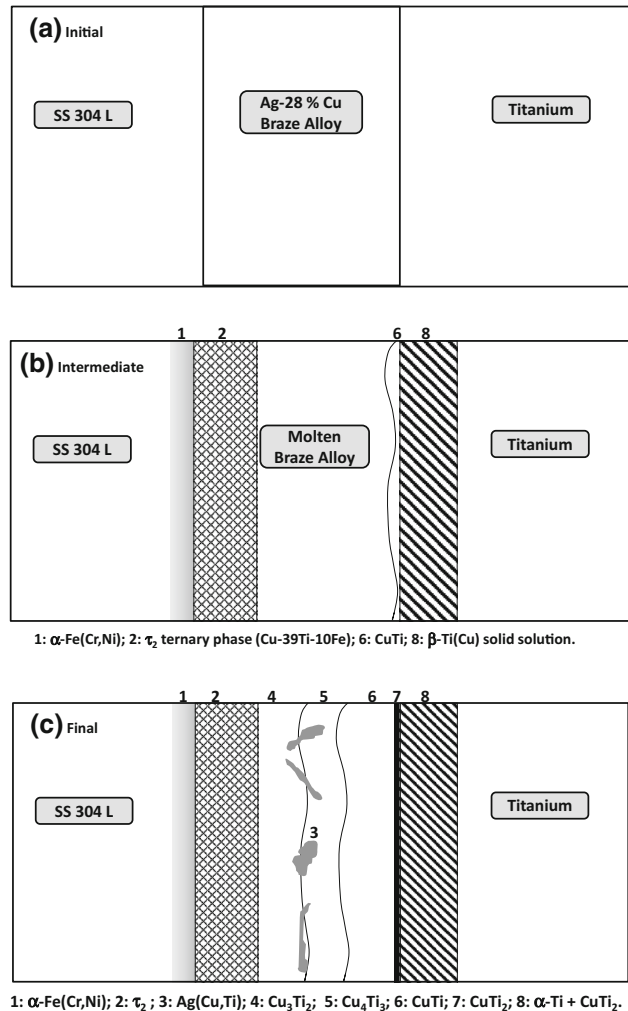 (a) Initial
SS 304 L
Ag-28 % Cu
Braze Alloy
Titanium
1 2 6 8
(b) Intermediate
SS 304 L
Molten
Braze Alloy
Titanium
1: α-Fe(Cr,Ni); 2: τ₂ ternary phase (Cu-39Ti-10Fe); 6: CuTi; 8: β-Ti(Cu) solid solution.
1 2 4 5 6 7 8
(c) Final
SS 304 L
Titanium
3
1: α-Fe(Cr,Ni); 2: τ₂ ; 3: Ag(Cu,Ti); 4: Cu₃Ti₂; 5: Cu₄Ti₃; 6: CuTi; 7: CuTi₂; 8: α-Ti + CuTi₂.